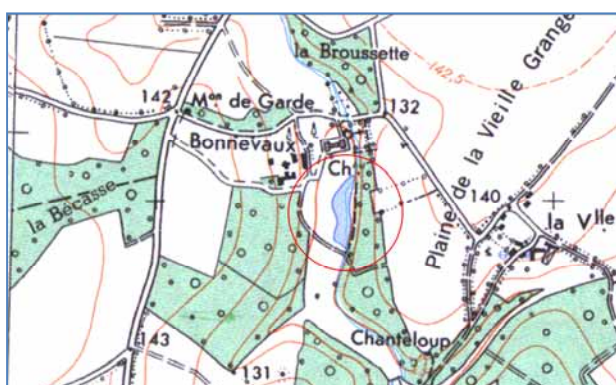 la Broussette
142,5
142
Mon de Garde
132
Bonnevaux
Ch.
la Bécasse
Plaine de la Vieille Grange
140
la Vlle
Chanteloup
143
131